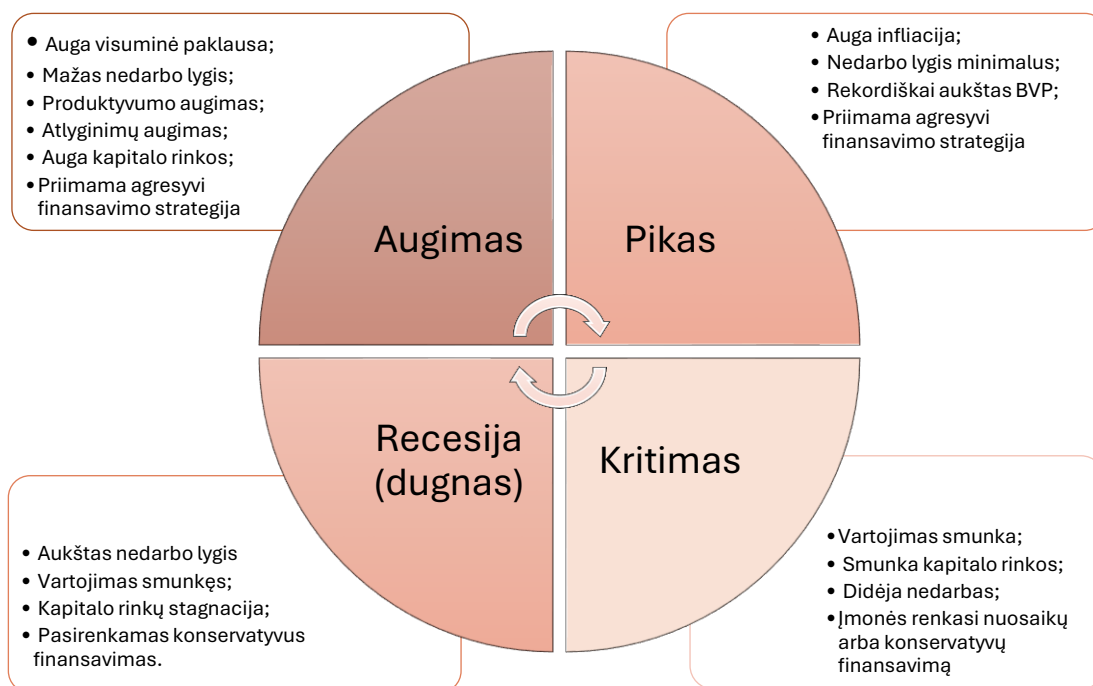 • Auga visuminė paklausa;
• Mažas nedarbo lygis;
• Produktyvumo augimas;
• Atlyginimų augimas;
• Auga kapitalo rinkos;
• Priimama agresyvi
finansavimo strategija
• Auga infliacija;
• Nedarbo lygis minimalus;
• Rekordiškai aukštas BVP;
• Priimama agresyvi
finansavimo strategija
Augimas
Pikas
Recesija
(dugnas)
Kritimas
• Aukštas nedarbo lygis
• Vartojimas smunkęs;
• Kapitalo rinkų stagnacija;
• Pasirenkamas konservatyvus
finansavimas.
• Vartojimas smunka;
• Smunka kapitalo rinkos;
• Didėja nedarbas;
• Įmonės renkasi nuosaikų
arba konservatyvų
finansavimą